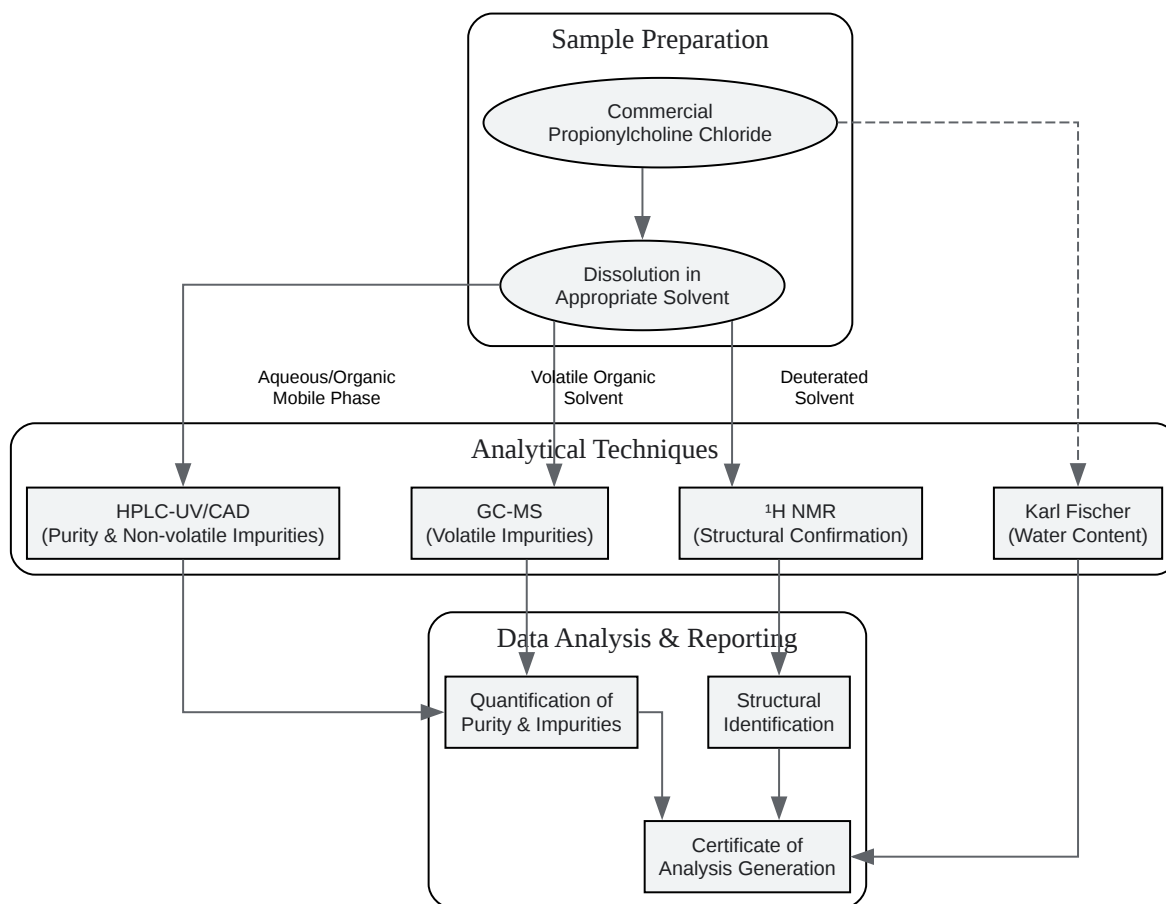 Sample Preparation
Commercial
Propionylcholine Chloride
Dissolution in
Appropriate Solvent
Aqueous/Organic
Mobile Phase
Volatile Organic
Solvent
Deuterated
Solvent
Analytical Techniques
HPLC-UV/CAD
(Purity & Non-volatile Impurities)
GC-MS
(Volatile Impurities)
¹H NMR
(Structural Confirmation)
Karl Fischer
(Water Content)
Data Analysis & Reporting
Quantification of
Purity & Impurities
Structural
Identification
Certificate of
Analysis Generation